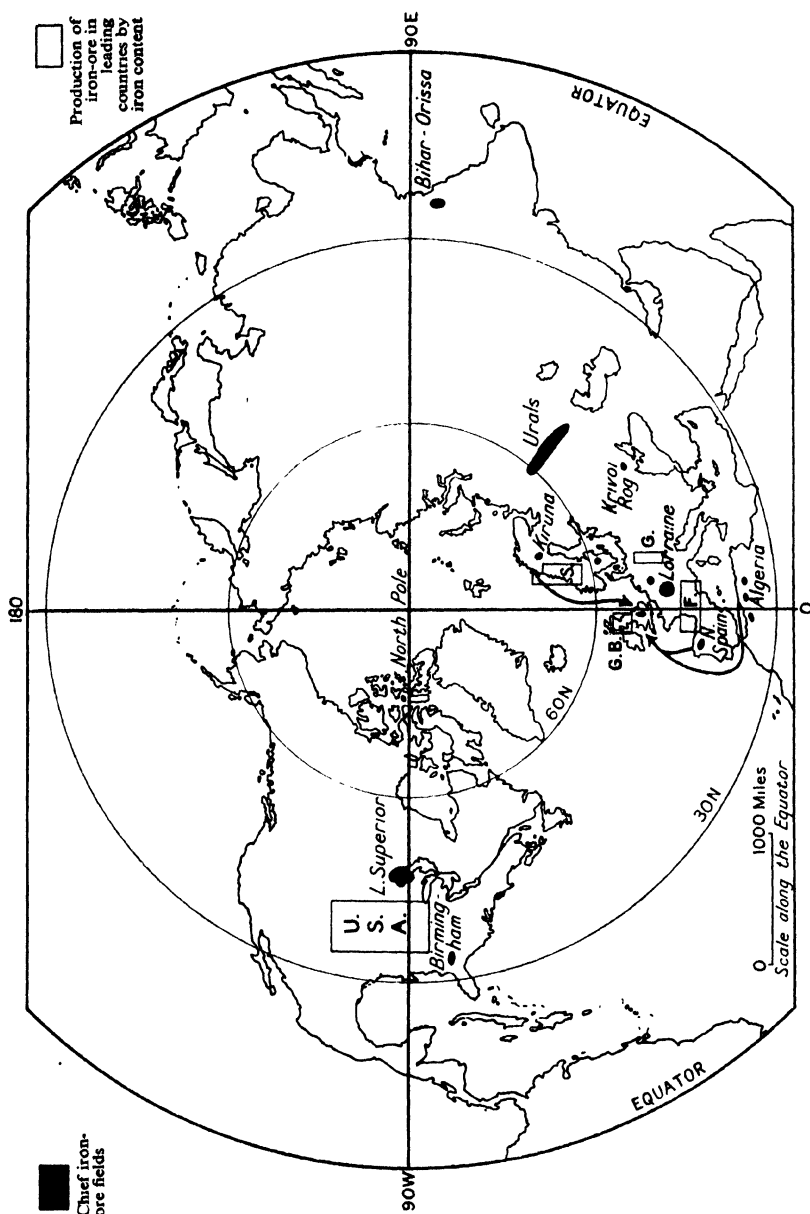 Chief iron-
ore fields
Production of
iron-ore in
leading
countries by
iron content
180
90E
90W
0
EQUATOR
EQUATOR
Bihar-Orissa
North Pole
60N
30N
L.Superior
U.
S.
A.
Birming-
ham
Urals
Krivoi
Rog
Kiruna
S.
G.
Lorraine
G.B.
F.
N.
Spain
Algeria
0 1000 Miles
Scale along the Equator